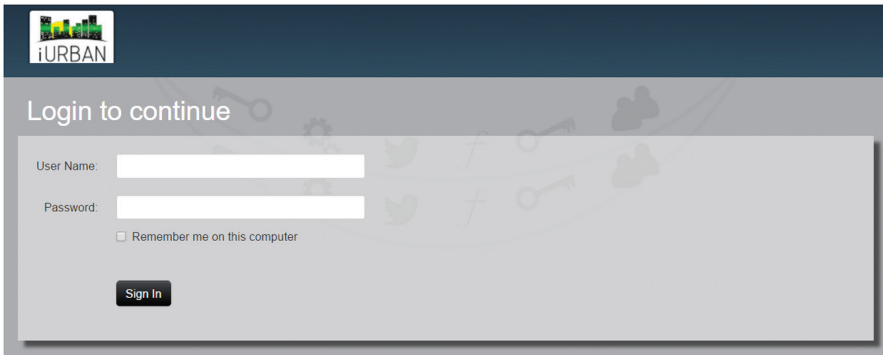 iURBAN
Login to continue
User Name:
Password:
Remember me on this computer
Sign In